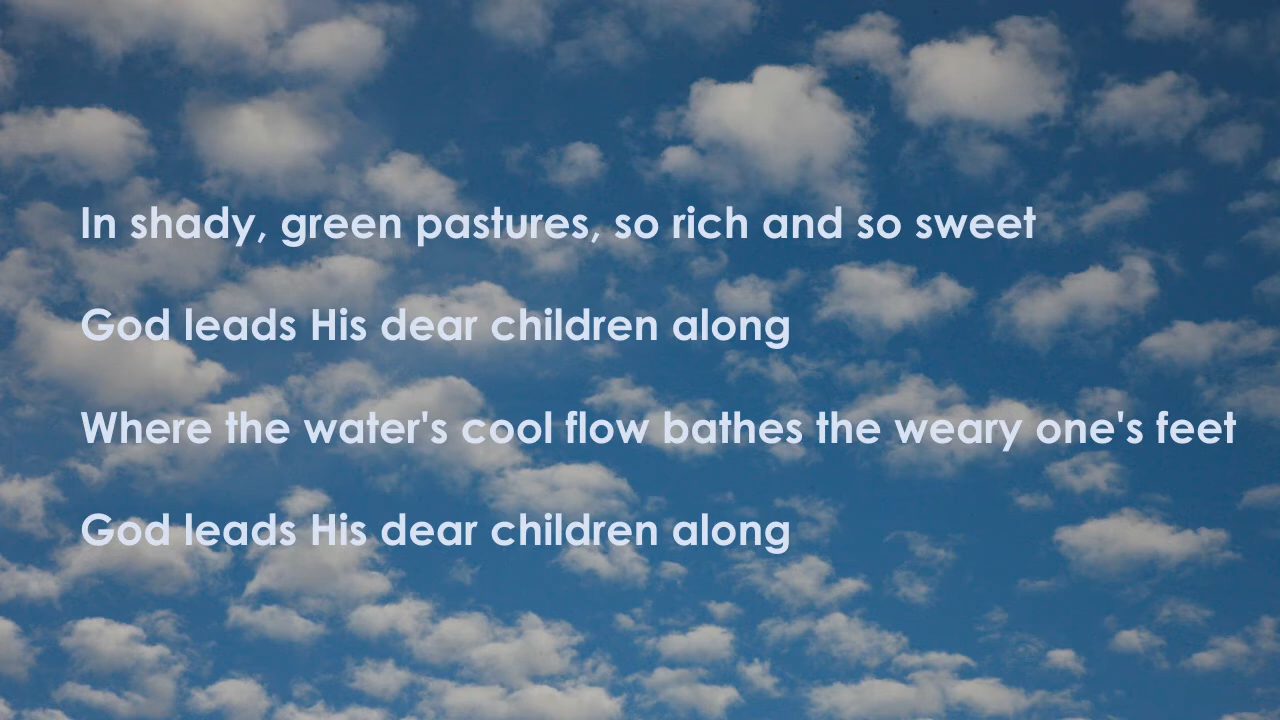 In shady, green pastures, so rich and so sweet
God leads His dear children along
Where the water's cool flow bathes the weary one's feet
God leads His dear children along